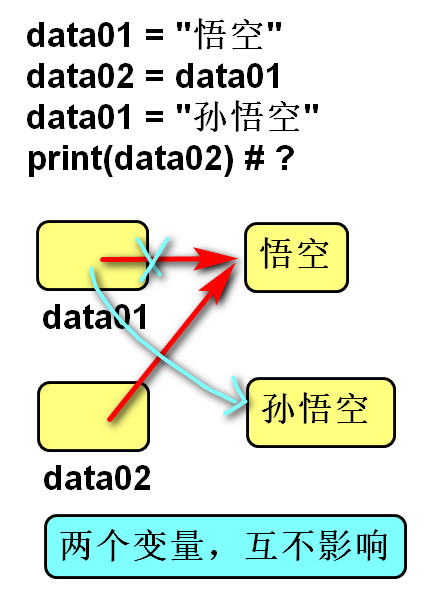 data01 = "悟空"
data02 = data01
data01 = "孙悟空"
print(data02) # ?
悟空
data01
孙悟空
data02
两个变量，互不影响